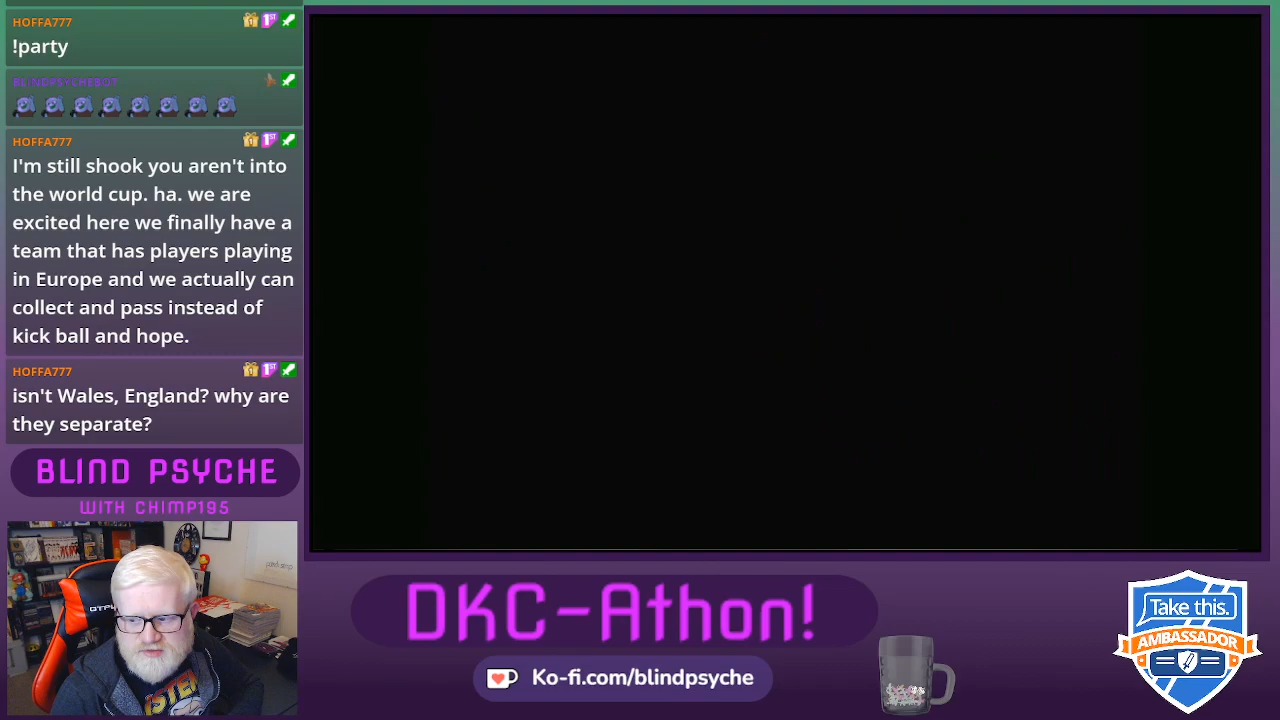 HOFFA777
!party
BLINDPSYCHEBOT
HOFFA777
I'm still shook you aren't into
the world cup. ha. we are
excited here we finally have a
team that has players playing
in Europe and we actually can
collect and pass instead of
kick ball and hope.
HOFFA777
isn't Wales, England? why are
they separate?
BLIND PSYCHE
WITH CHIMP195
DKC-Athon!
Ko-fi.com/blindpsyche
Take this.
AMBASSADOR